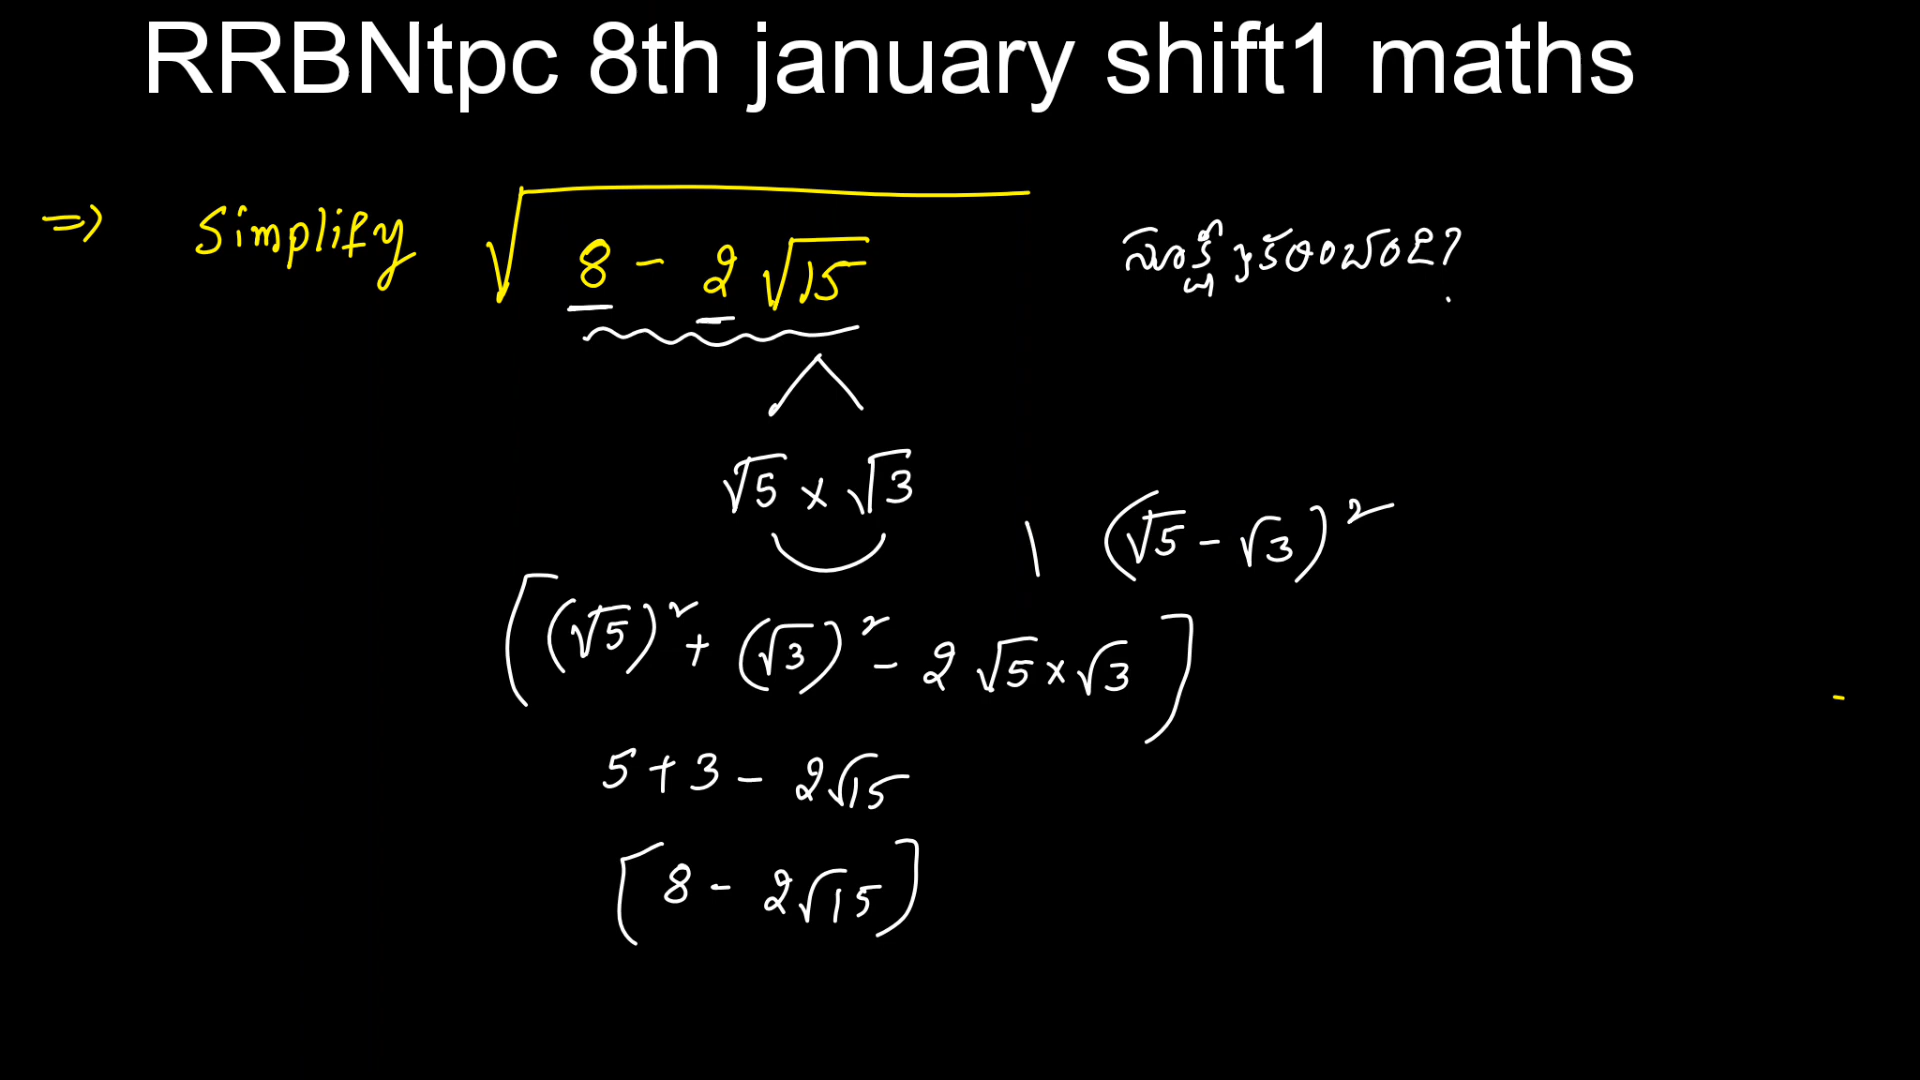 RRBNtpc 8th january shift1 maths
=> Simplify √(8 - 2√15)
√5 x √3
(√5 - √3)²
[(√5)² + (√3)² - 2 √5 x √3]
5 + 3 - 2√15
[8 - 2√15]